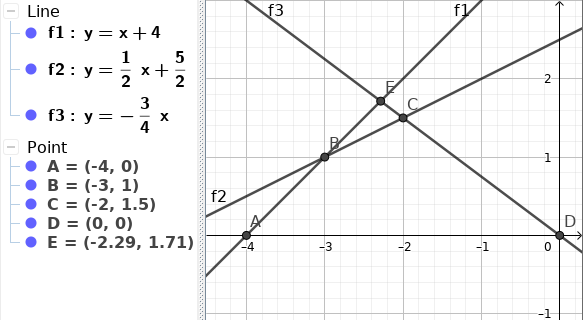 Line
f1 : y = x + 4
f2 : y = 1/2 x + 5/2
f3 : y = − 3/4 x
Point
A = (-4, 0)
B = (-3, 1)
C = (-2, 1.5)
D = (0, 0)
E = (-2.29, 1.71)
f3 f1
2
E
C
B
1
f2
A D
−4 −3 −2 −1 0
−1